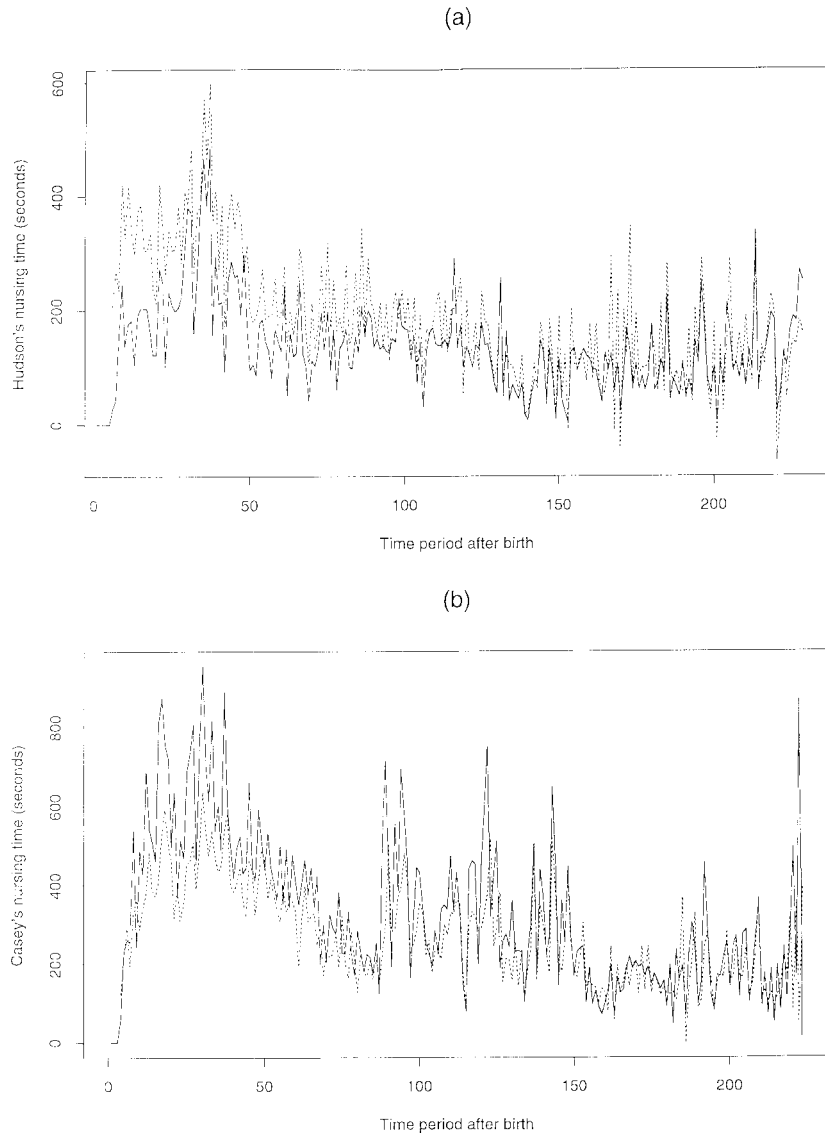 (a)
Hudson's nursing time (seconds)
600
400
200
0
0 50 100 150 200
Time period after birth
(b)
Casey's nursing time (seconds)
800
600
400
200
0
0 50 100 150 200
Time period after birth